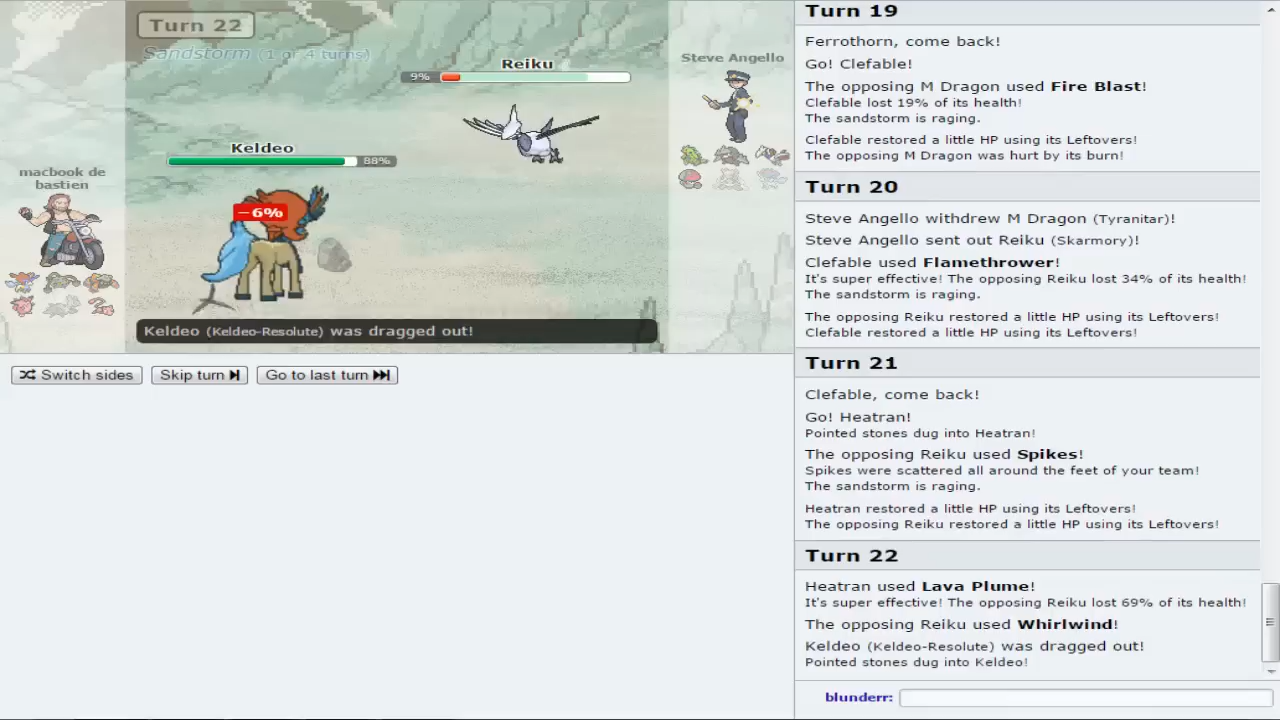 Turn 22
Sandstorm (1 or 4 turns)
Reiku
9%
Steve Angello
Keldeo
88%
macbook de
bastien
−6%
Keldeo (Keldeo-Resolute) was dragged out!
Switch sides
Skip turn
Go to last turn
Turn 19
Ferrothorn, come back!
Go! Clefable!
The opposing M Dragon used Fire Blast!
Clefable lost 19% of its health!
The sandstorm is raging.
Clefable restored a little HP using its Leftovers!
The opposing M Dragon was hurt by its burn!
Turn 20
Steve Angello withdrew M Dragon (Tyranitar)!
Steve Angello sent out Reiku (Skarmory)!
Clefable used Flamethrower!
It's super effective! The opposing Reiku lost 34% of its health!
The sandstorm is raging.
The opposing Reiku restored a little HP using its Leftovers!
Clefable restored a little HP using its Leftovers!
Turn 21
Clefable, come back!
Go! Heatran!
Pointed stones dug into Heatran!
The opposing Reiku used Spikes!
Spikes were scattered all around the feet of your team!
The sandstorm is raging.
Heatran restored a little HP using its Leftovers!
The opposing Reiku restored a little HP using its Leftovers!
Turn 22
Heatran used Lava Plume!
It's super effective! The opposing Reiku lost 69% of its health!
The opposing Reiku used Whirlwind!
Keldeo (Keldeo-Resolute) was dragged out!
Pointed stones dug into Keldeo!
blunderr: